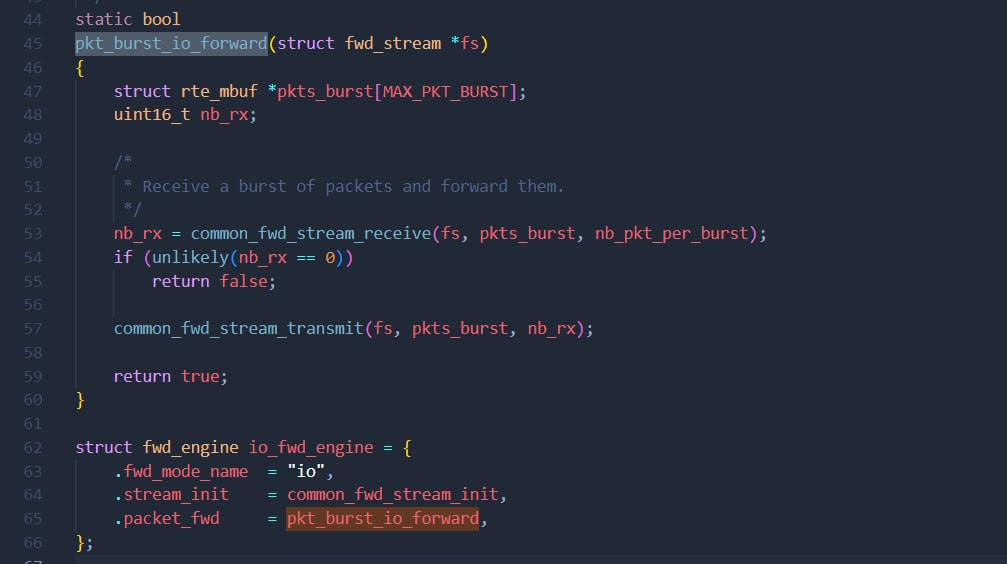 44 static bool
45 pkt_burst_io_forward(struct fwd_stream *fs)
46 {
47     struct rte_mbuf *pkts_burst[MAX_PKT_BURST];
48     uint16_t nb_rx;
49
50     /*
51      * Receive a burst of packets and forward them.
52      */
53     nb_rx = common_fwd_stream_receive(fs, pkts_burst, nb_pkt_per_burst);
54     if (unlikely(nb_rx == 0))
55         return false;
56
57     common_fwd_stream_transmit(fs, pkts_burst, nb_rx);
58
59     return true;
60 }
61
62 struct fwd_engine io_fwd_engine = {
63     .fwd_mode_name  = "io",
64     .stream_init    = common_fwd_stream_init,
65     .packet_fwd     = pkt_burst_io_forward,
66 };